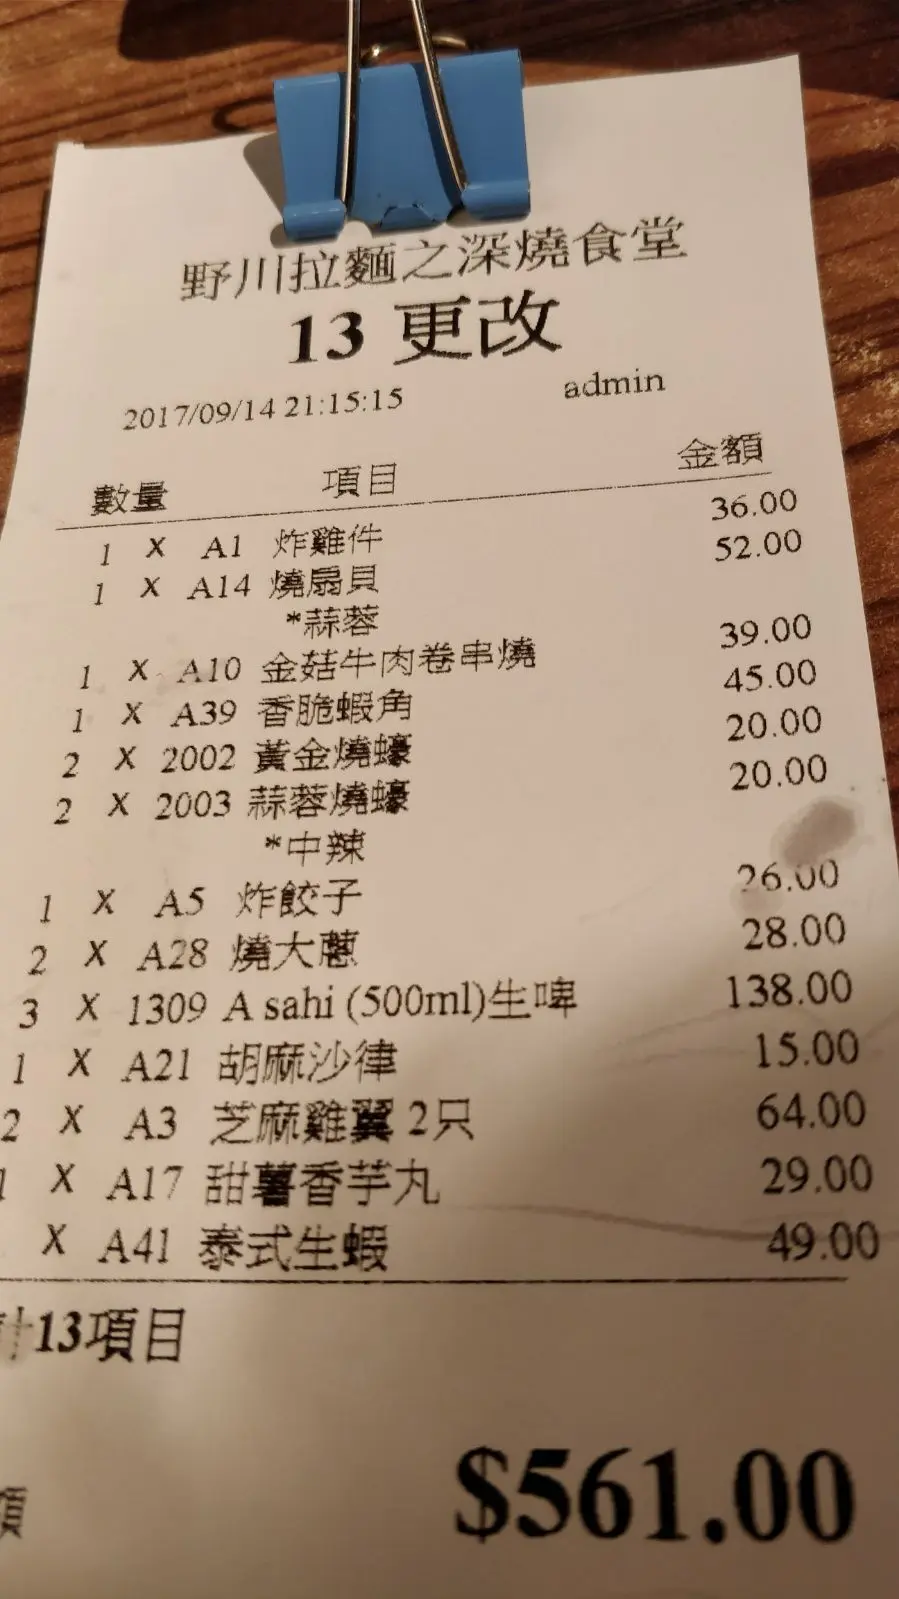 野川拉麵之深燒食堂
13 更改
2017/09/14 21:15:15 admin
數量 項目 金額
1 X A1 炸雞件 36.00
1 X A14 燒扇貝 52.00
*蒜蓉
1 X A10 金菇牛肉卷串燒 39.00
1 X A39 香脆蝦角 45.00
2 X 2002 黃金燒蠔 20.00
2 X 2003 蒜蓉燒蠔 20.00
*中辣
1 X A5 炸餃子 26.00
2 X A28 燒大蔥 28.00
3 X 1309 A sahi (500ml)生啤 138.00
1 X A21 胡麻沙律 15.00
2 X A3 芝麻雞翼 2只 64.00
1 X A17 甜薯香芋丸 29.00
X A41 泰式生蝦 49.00
計13項目
額 $561.00